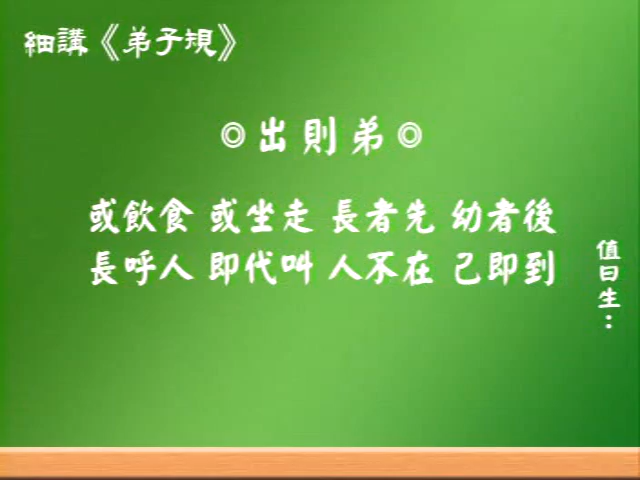 細講《弟子規》
◎出則弟◎
或飲食 或坐走 長者先 幼者後
長呼人 即代叫 人不在 己即到
值日生：